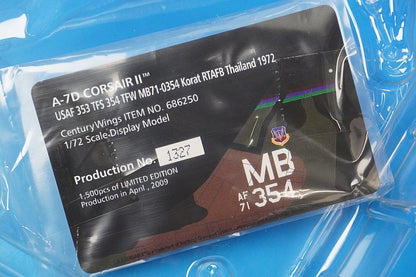 A-7D CORSAIR II™
USAF 353 TFS 354 TFW MB71-0354 Korat RTAFB Thailand 1972
Century Wings ITEM NO. 686250
1/72 Scale Display Model
Production No. 1327
1,500pcs of LIMITED EDITION
Production in April , 2009
MB
AF
71 354